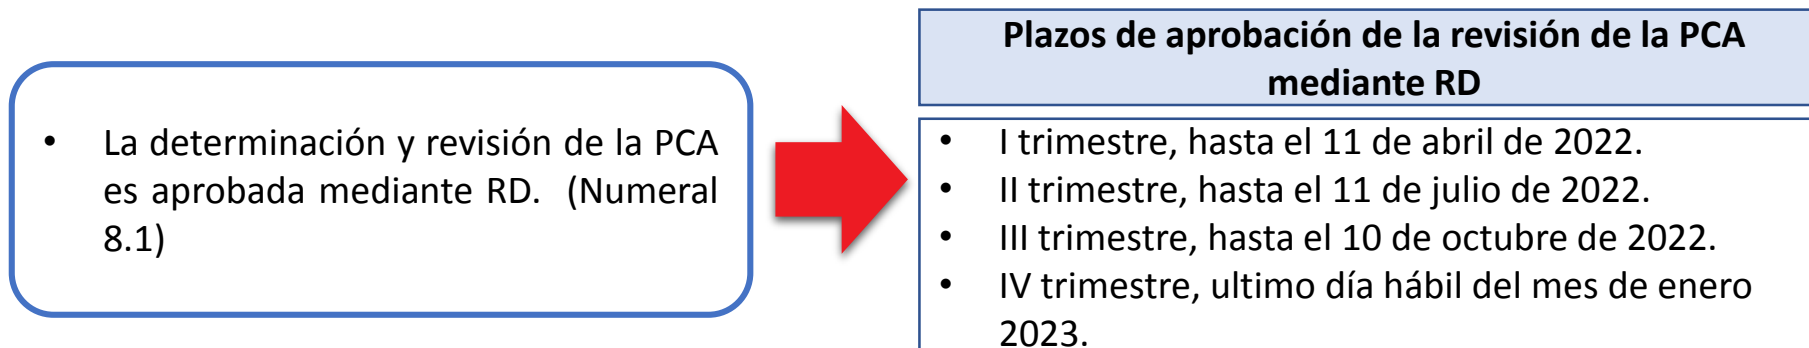 • La determinación y revisión de la PCA
es aprobada mediante RD. (Numeral
8.1)
Plazos de aprobación de la revisión de la PCA
mediante RD
• I trimestre, hasta el 11 de abril de 2022.
• II trimestre, hasta el 11 de julio de 2022.
• III trimestre, hasta el 10 de octubre de 2022.
• IV trimestre, ultimo día hábil del mes de enero
2023.